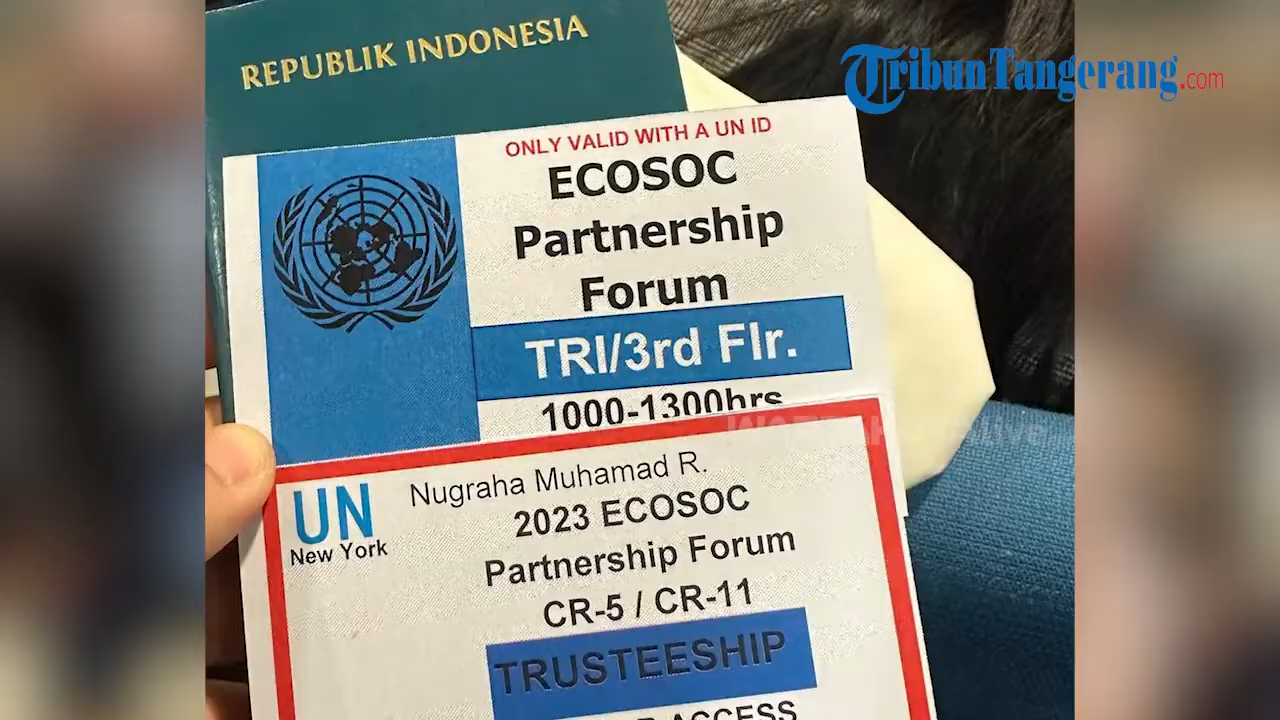 REPUBLIK INDONESIA
TribunTangerang.com
ONLY VALID WITH A UN ID
ECOSOC
Partnership
Forum
TRI/3rd Flr.
1000-1300hrs
UN
New York
Nugraha Muhamad R.
2023 ECOSOC
Partnership Forum
CR-5 / CR-11
TRUSTEESHIP
ACCESS